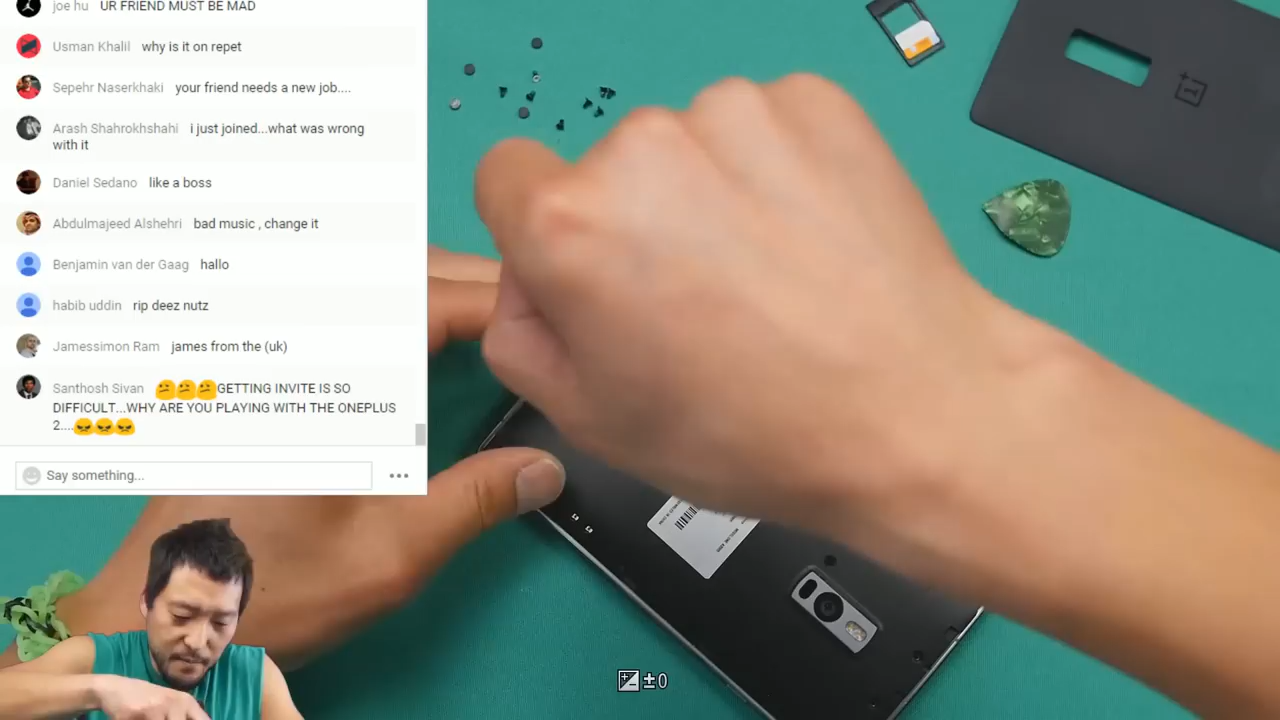 joe hu UR FRIEND MUST BE MAD
Usman Khalil why is it on repet
Sepehr Naserkhaki your friend needs a new job....
Arash Shahrokhshahi i just joined...what was wrong
with it
Daniel Sedano like a boss
Abdulmajeed Alshehri bad music , change it
Benjamin van der Gaag hallo
habib uddin rip deez nutz
Jamessimon Ram james from the (uk)
Santhosh Sivan 😕😕😕GETTING INVITE IS SO
DIFFICULT...WHY ARE YOU PLAYING WITH THE ONEPLUS
2....😠😠😠
Say something...
±0